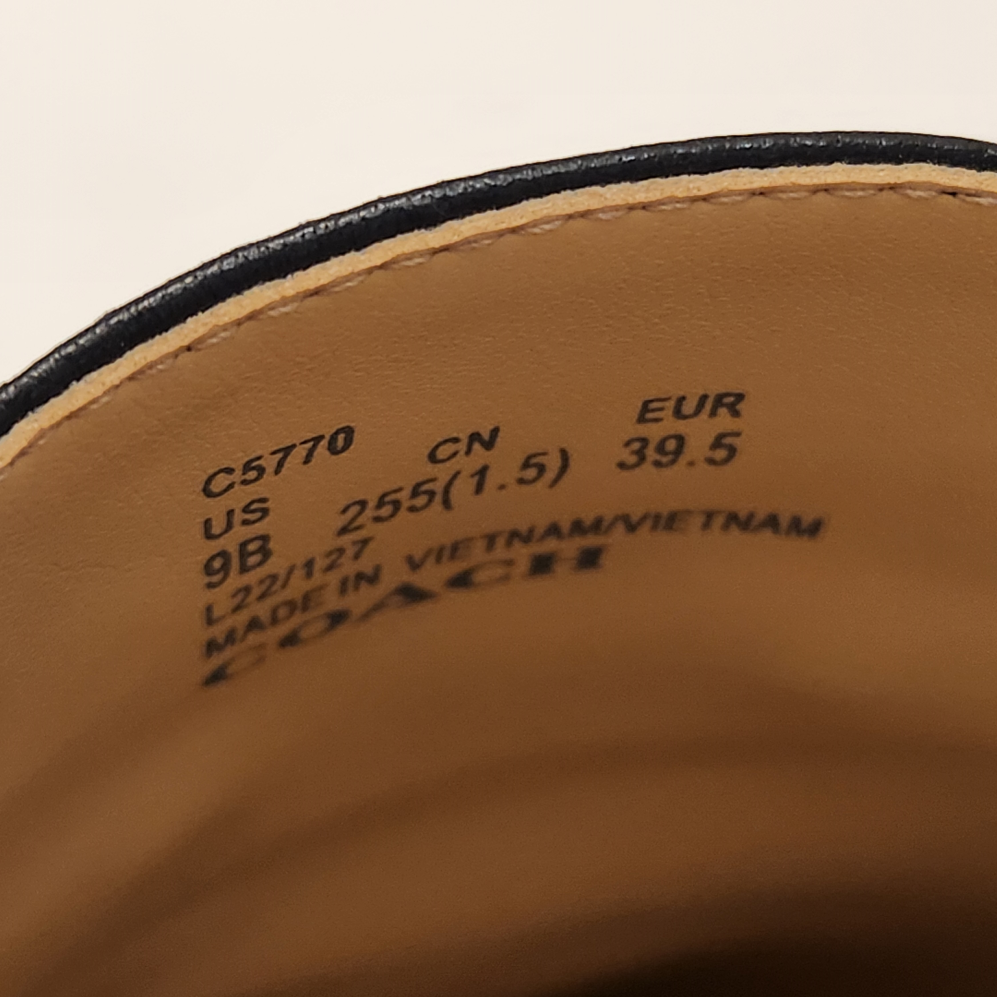 C5770 CN EUR
US 255(1.5) 39.5
9B
L22/127
MADE IN VIETNAM/VIETNAM
COACH